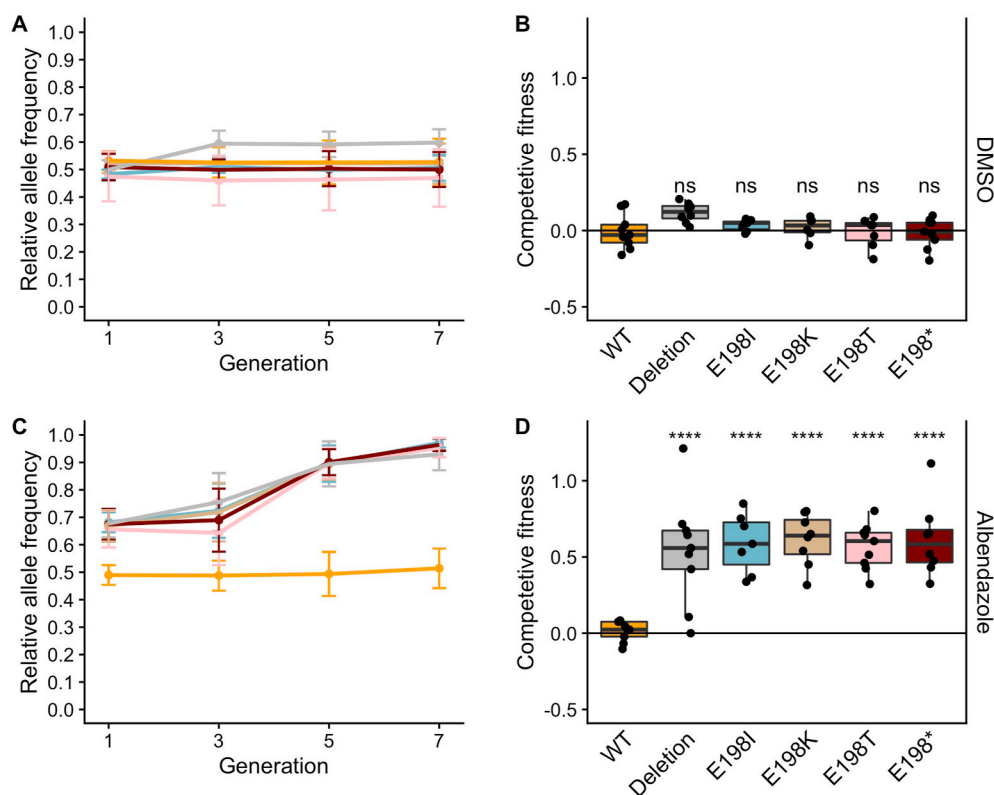 A
Relative allele frequency
1.0
0.9
0.8
0.7
0.6
0.5
0.4
0.3
0.2
0.1
0.0
1
3
5
7
Generation
B
Competetive fitness
1.0
0.5
0.0
-0.5
ns
ns
ns
ns
ns
WT
Deletion
E198I
E198K
E198T
E198*
DMSO
C
Relative allele frequency
1.0
0.9
0.8
0.7
0.6
0.5
0.4
0.3
0.2
0.1
0.0
1
3
5
7
Generation
D
Competetive fitness
1.0
0.5
0.0
-0.5
****
****
****
****
****
WT
Deletion
E198I
E198K
E198T
E198*
Albendazole